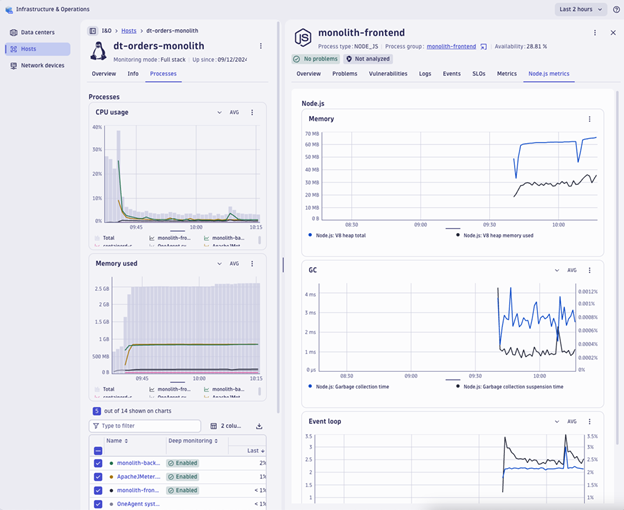 Infrastructure & Operations
Last 2 hours
Data centers
Hosts
Network devices
I&O
Hosts
dt-orders-monolith
dt-orders-monolith
Monitoring mode: Full stack
Up since: 09/12/202
Overview
Info
Processes
Processes
CPU usage
AVG
40%
30%
20%
10%
0%
09:45
10:00
10:15
Total
monolith-fro...
monolith-ba...
Memory used
AVG
2.5 GB
2 GB
1.5 GB
1 GB
500 MB
0 B
09:45
10:00
10:15
Total
monolith-fro...
monolith-ba...
5 out of 14 shown on charts
Type to filter
2 colu...
Name
Deep monitoring
Last
monolith-back...
Enabled
2%
ApacheJMeter...
Enabled
1%
monolith-fron...
Enabled
< 1%
OneAgent syst...
< 1%
monolith-frontend
Process type: NODE_JS
Process group: monolith-frontend
Availability: 28.81 %
No problems
Not analyzed
Overview
Problems
Vulnerabilities
Logs
Events
SLOs
Metrics
Node.js metrics
Node.js
Memory
70 MB
60 MB
50 MB
40 MB
30 MB
20 MB
10 MB
0 B
08:30
09:00
09:30
10:00
Node.js: V8 heap total
Node.js: V8 heap memory used
GC
AVG
4 ms
3 ms
2 ms
1 ms
0 µs
0.0012%
0.001%
0.0008%
0.0006%
0.0004%
0.0002%
0%
08:30
09:00
09:30
10:00
Node.js: Garbage collection time
Node.js: Garbage collection suspension time
Event loop
AVG
3.5
3
2.5
2
1.5
1
3.5%
3%
2.5%
2%
1.5%
1%